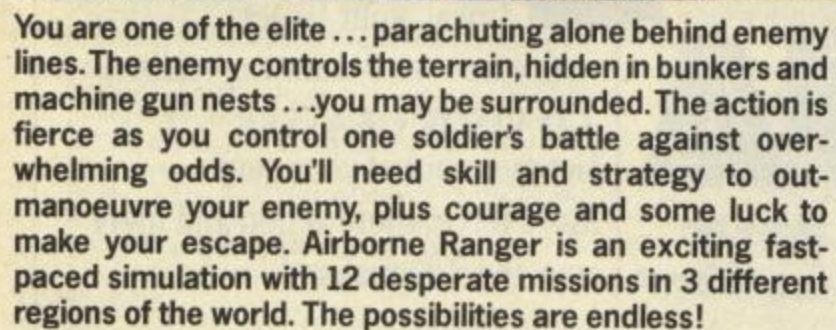 You are one of the elite ... parachuting alone behind enemy
lines. The enemy controls the terrain, hidden in bunkers and
machine gun nests ... you may be surrounded. The action is
fierce as you control one soldier's battle against over-
whelming odds. You'll need skill and strategy to out-
manoeuvre your enemy, plus courage and some luck to
make your escape. Airborne Ranger is an exciting fast-
paced simulation with 12 desperate missions in 3 different
regions of the world. The possibilities are endless!